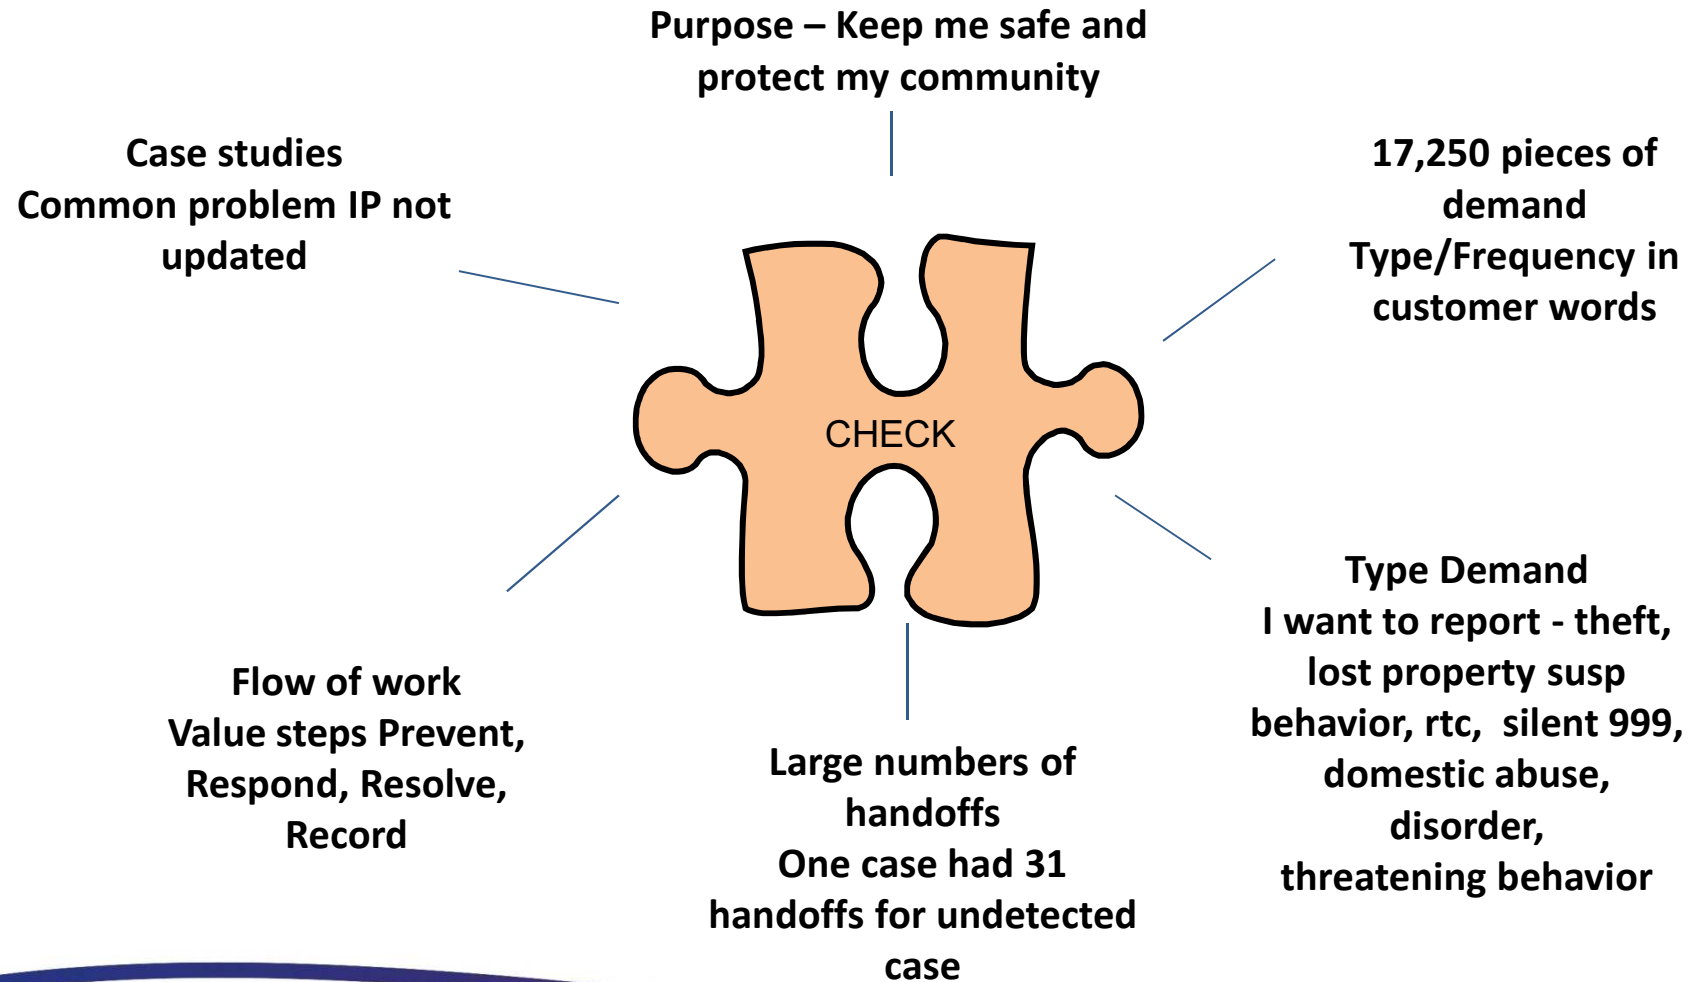 Purpose – Keep me safe and
protect my community
Case studies
Common problem IP not
updated
17,250 pieces of
demand
Type/Frequency in
customer words
CHECK
Type Demand
I want to report - theft,
lost property susp
behavior, rtc, silent 999,
domestic abuse,
disorder,
threatening behavior
Flow of work
Value steps Prevent,
Respond, Resolve,
Record
Large numbers of
handoffs
One case had 31
handoffs for undetected
case